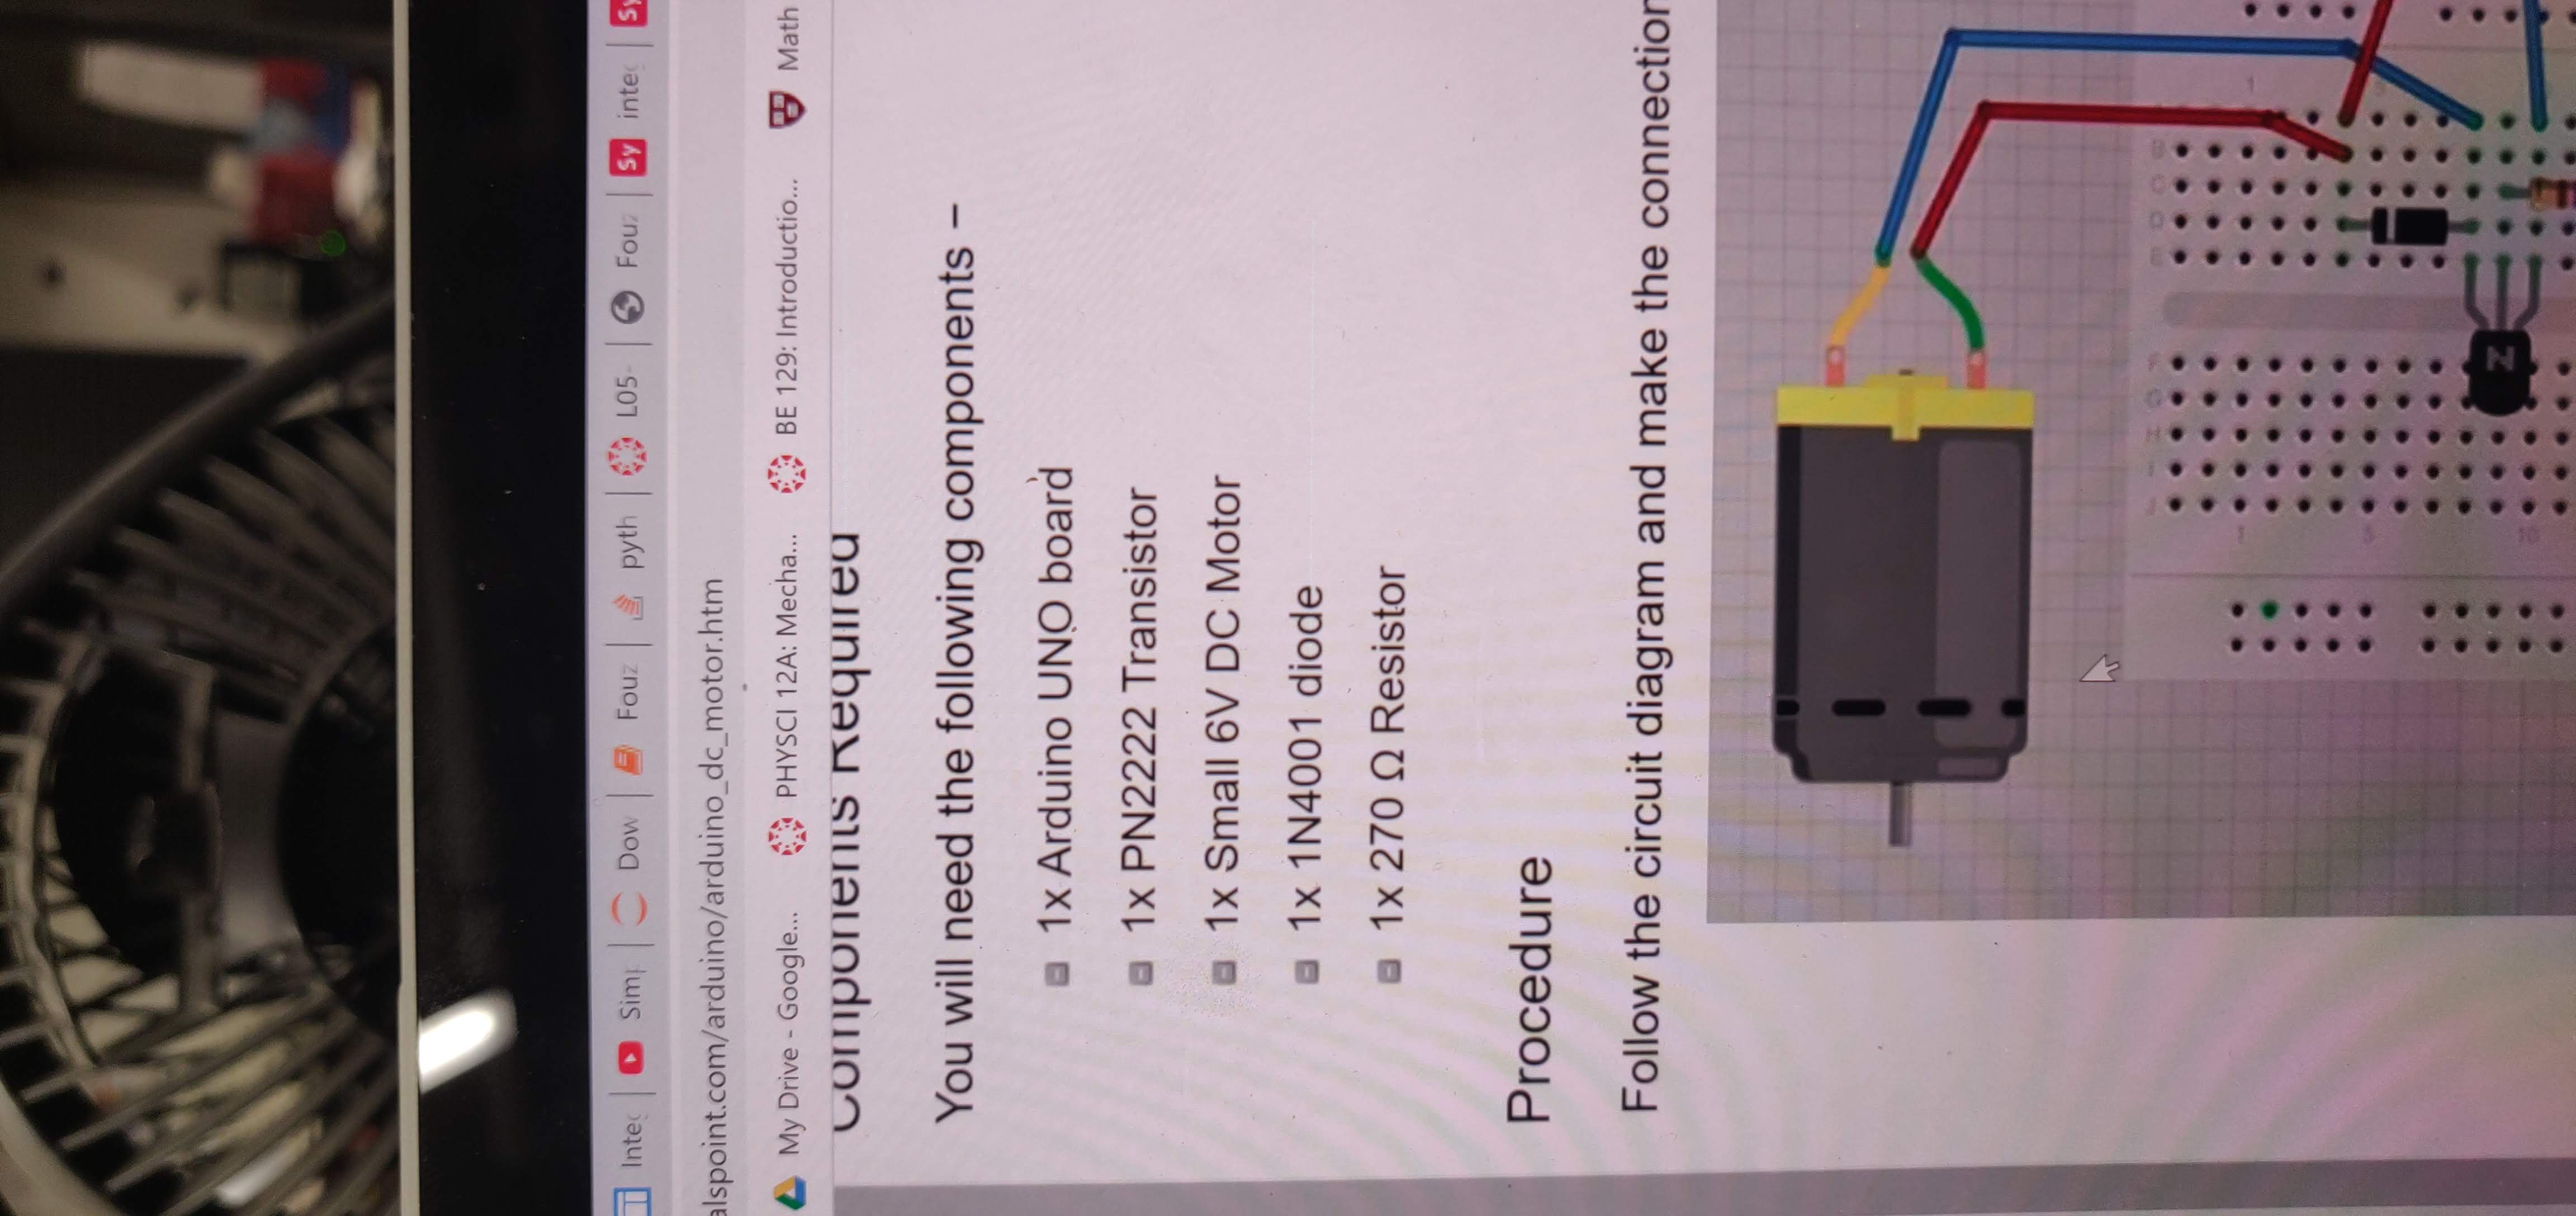 Inte
Sim
Dow
Fouz
pyth
L05-
Fou
Sy
inte
Sy
alspoint.com/arduino/arduino_dc_motor.htm
My Drive - Google...
PHYSCI 12A: Mecha...
BE 129: Introductio...
Math
Components Required
You will need the following components −
1x Arduino UNO board
1x PN2222 Transistor
1x Small 6V DC Motor
1x 1N4001 diode
1x 270 Ω Resistor
Procedure
Follow the circuit diagram and make the connection
N